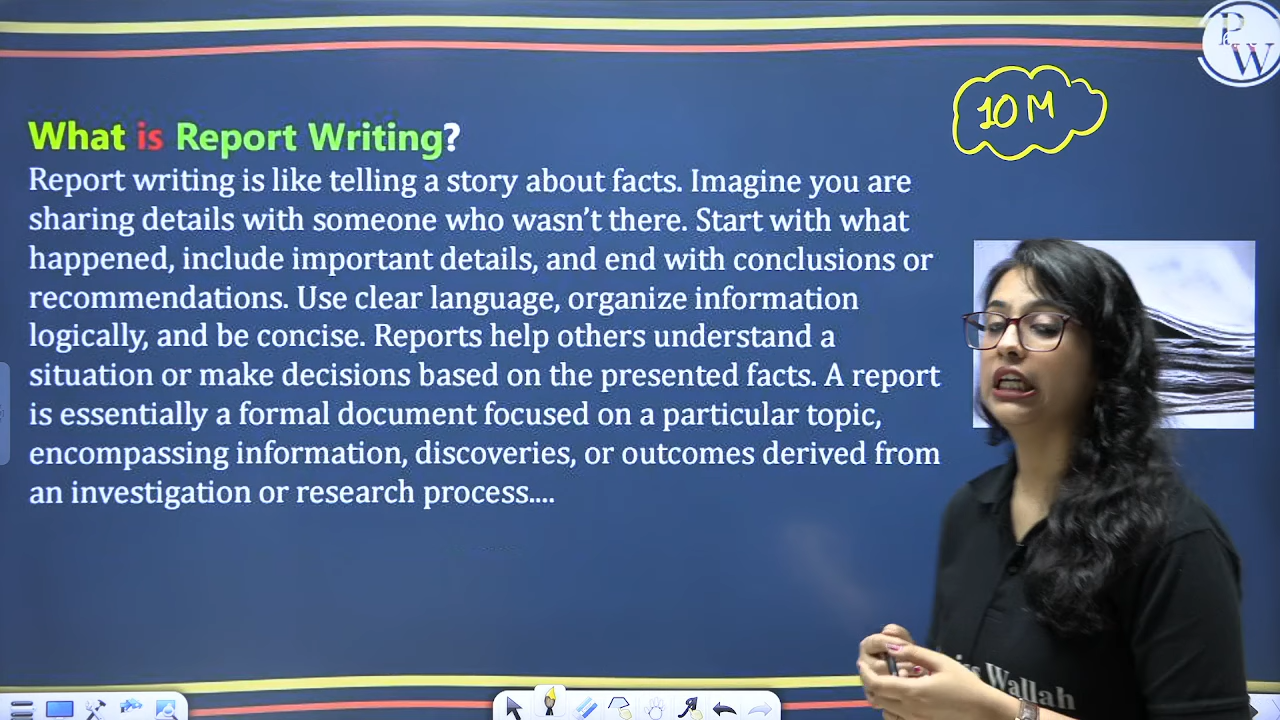 P
W
10 M
What is Report Writing?
Report writing is like telling a story about facts. Imagine you are
sharing details with someone who wasn't there. Start with what
happened, include important details, and end with conclusions or
recommendations. Use clear language, organize information
logically, and be concise. Reports help others understand a
situation or make decisions based on the presented facts. A report
is essentially a formal document focused on a particular topic,
encompassing information, discoveries, or outcomes derived from
an investigation or research process....
Wallah